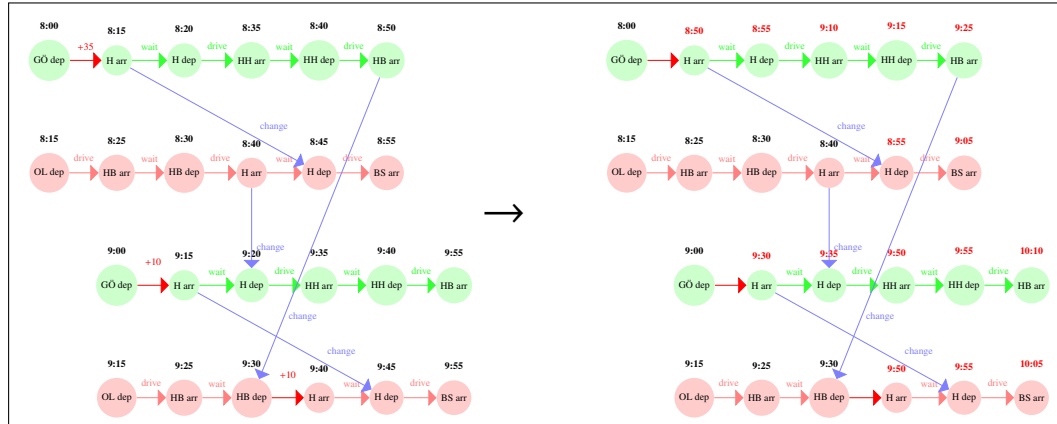 8:00 8:15 8:20 8:35 8:40 8:50
+35 wait drive wait drive
GÖ dep H arr H dep HH arr HH dep HB arr
change
8:15 8:25 8:30 8:40 8:45 8:55
drive wait drive wait drive
OL dep HB arr HB dep H arr H dep BS arr
change
9:00 9:15 9:20 9:35 9:40 9:55
+10 wait drive wait
GÖ dep H arr H dep HH arr HH dep HB arr
change
change
9:15 9:25 9:30 9:40 9:45 9:55
drive wait +10 wait drive
OL dep HB arr HB dep H arr H dep BS arr
→
8:00 8:50 8:55 9:10 9:15 9:25
wait drive wait drive
GÖ dep H arr H dep HH arr HH dep HB arr
change
8:15 8:25 8:30 8:40 8:55 9:05
drive wait drive wait drive
OL dep HB arr HB dep H arr H dep BS arr
change
9:00 9:30 9:35 9:50 9:55 10:10
wait drive wait drive
GÖ dep H arr H dep HH arr HH dep HB arr
change
change
9:15 9:25 9:30 9:50 9:55 10:05
drive wait wait drive
OL dep HB arr HB dep H arr H dep BS arr